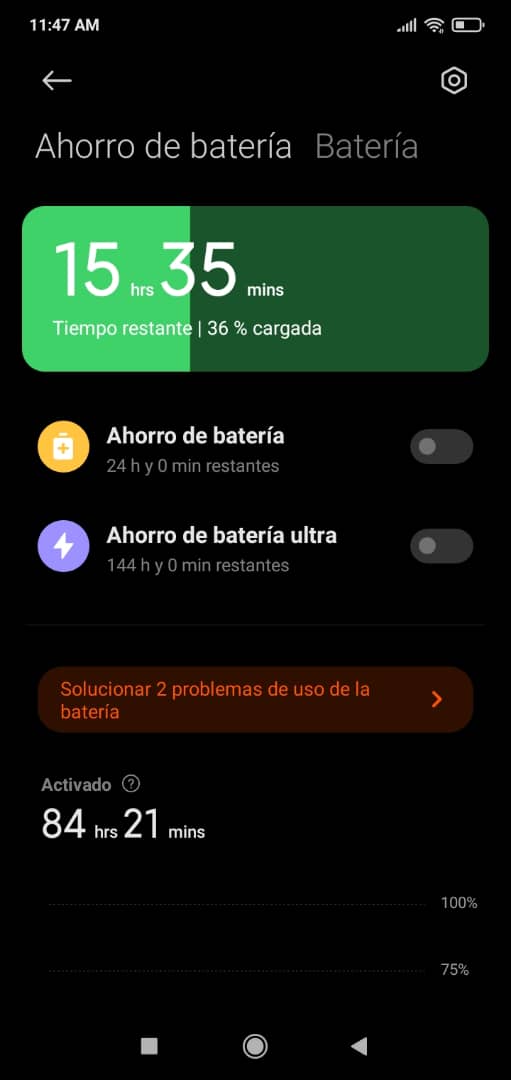 11:47 AM
Ahorro de batería Batería
15 hrs 35 mins
Tiempo restante | 36 % cargada
Ahorro de batería
24 h y 0 min restantes
Ahorro de batería ultra
144 h y 0 min restantes
Solucionar 2 problemas de uso de la
batería
Activado ?
84 hrs 21 mins
100%
75%